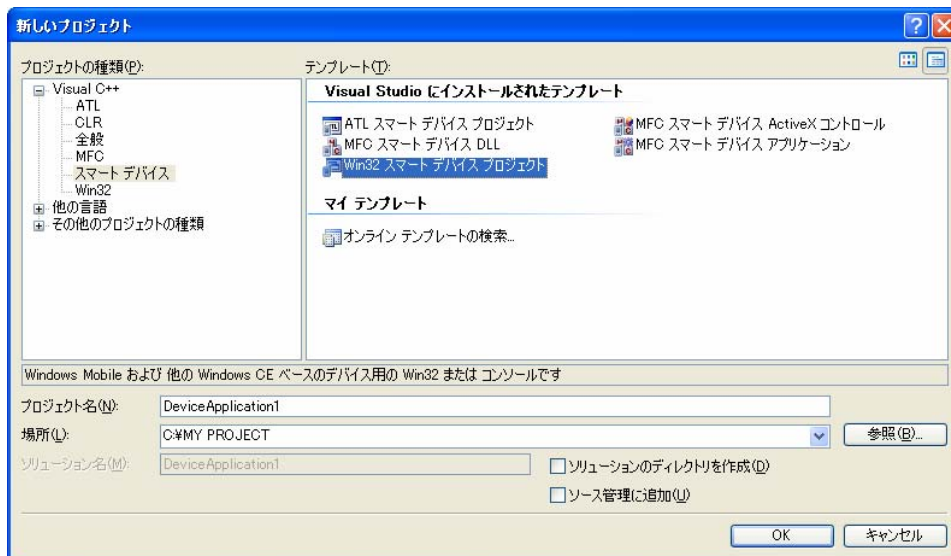 新しいプロジェクト
プロジェクトの種類(P):
テンプレート(T):
Visual C++
ATL
CLR
全般
MFC
スマート デバイス
Win32
他の言語
その他のプロジェクトの種類
Visual Studio にインストールされたテンプレート
ATL スマート デバイス プロジェクト
MFC スマート デバイス ActiveX コントロール
MFC スマート デバイス DLL
MFC スマート デバイス アプリケーション
Win32 スマート デバイス プロジェクト
マイ テンプレート
オンライン テンプレートの検索...
Windows Mobile および 他の Windows CE ベースのデバイス用の Win32 または コンソールです
プロジェクト名(N): DeviceApplication1
場所(L): C:¥MY PROJECT 参照(B)...
ソリューション名(M): DeviceApplication1 ソリューションのディレクトリを作成(D)
ソース管理に追加(U)
OK キャンセル